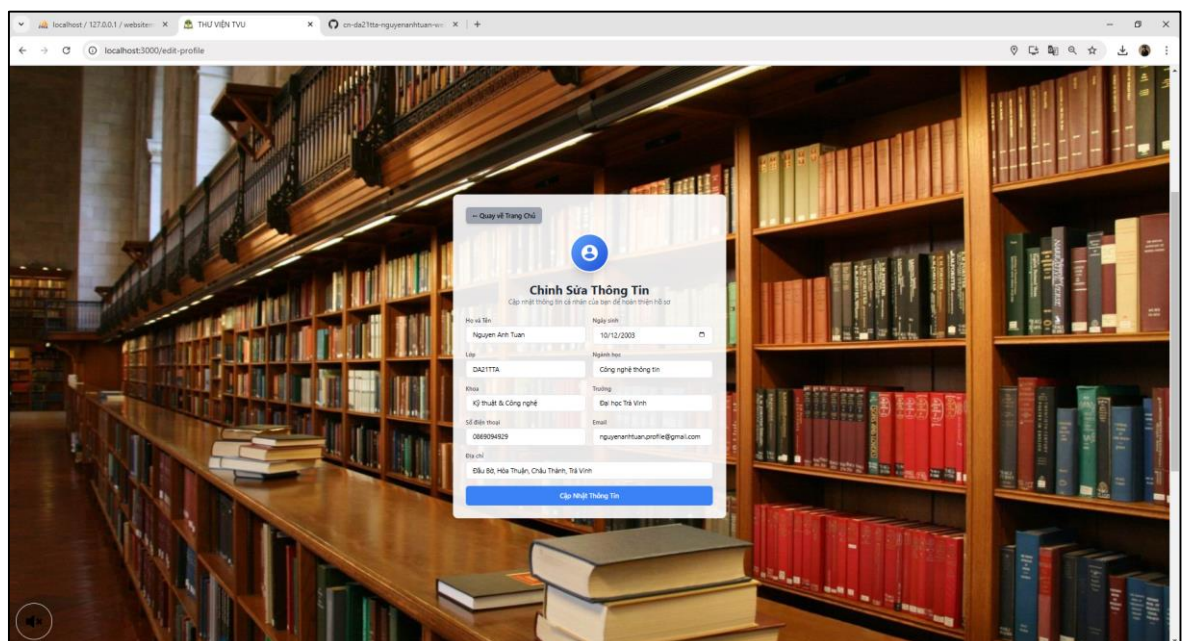 localhost / 127.0.0.1 / website
THƯ VIỆN TVU
cn-da21tta-nguyenanhtuan-we
localhost:3000/edit-profile
← Quay về Trang Chủ
Chỉnh Sửa Thông Tin
Cập nhật thông tin cá nhân của bạn để hoàn thiện hồ sơ
Họ và Tên
Ngày sinh
Nguyen Anh Tuan
10/12/2003
Lớp
Ngành học
DA21TTA
Công nghệ thông tin
Khoa
Trường
Kỹ thuật & Công nghệ
Đại học Trà Vinh
Số điện thoại
Email
0869094929
nguyenanhtuan.profile@gmail.com
Địa chỉ
Đầu Bờ, Hòa Thuận, Châu Thành, Trà Vinh
Cập Nhật Thông Tin